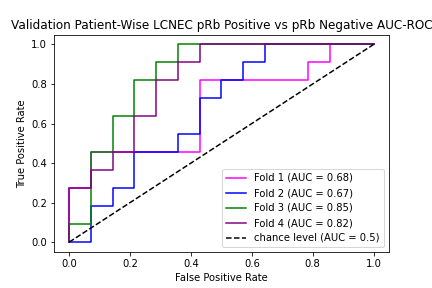 Validation Patient-Wise LCNEC pRb Positive vs pRb Negative AUC-ROC
1.0
0.8
0.6
0.4
0.2
0.0
True Positive Rate
Fold 1 (AUC = 0.68)
Fold 2 (AUC = 0.67)
Fold 3 (AUC = 0.85)
Fold 4 (AUC = 0.82)
chance level (AUC = 0.5)
0.0 0.2 0.4 0.6 0.8 1.0
False Positive Rate